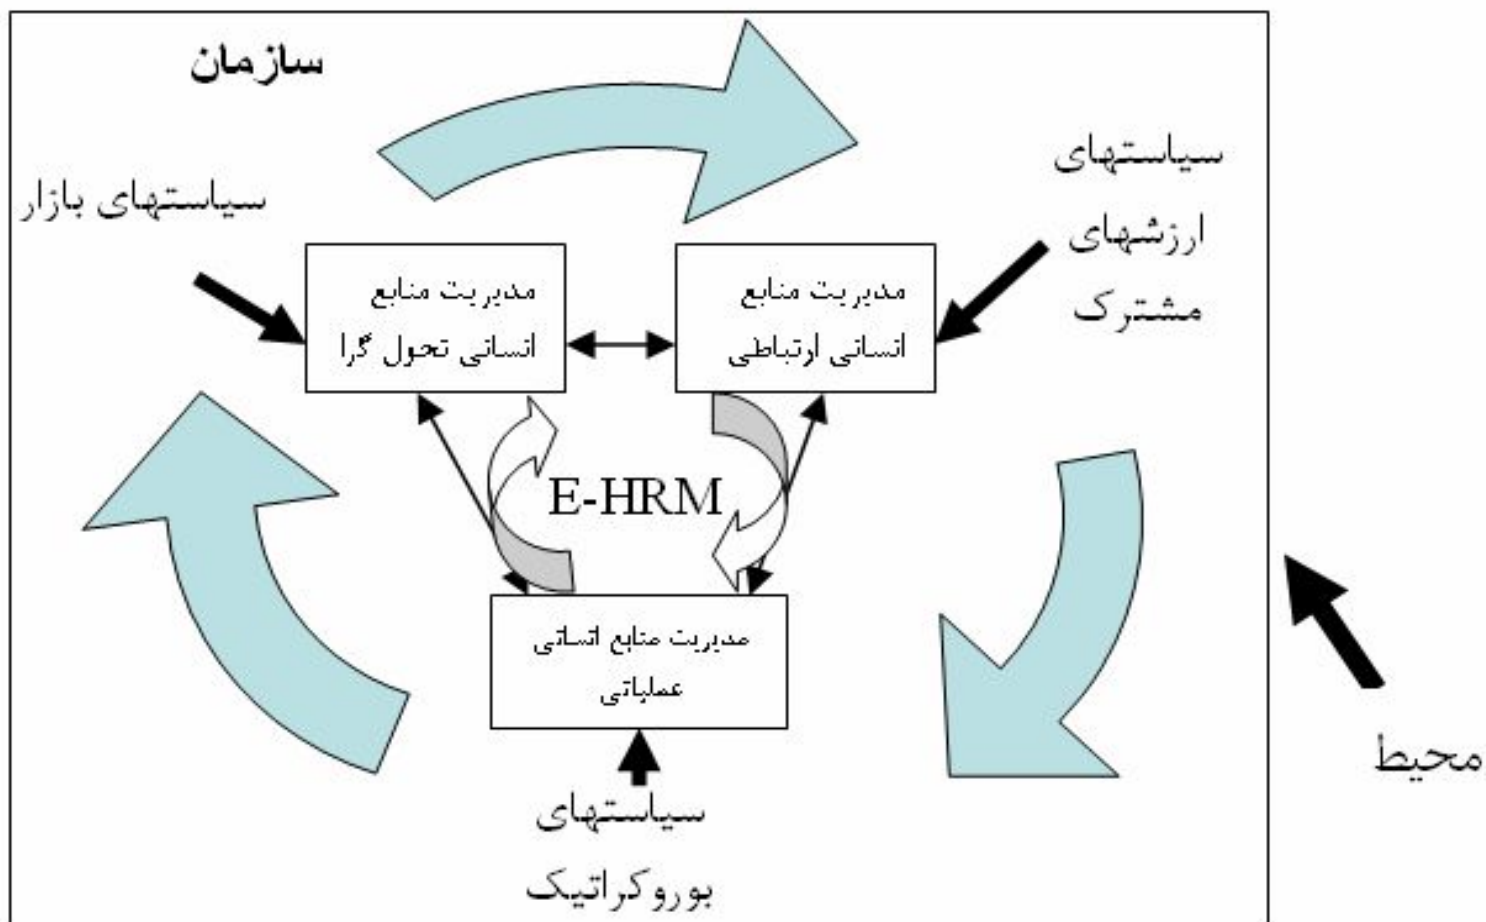 سازمان
سیاستهای
ارزشهای
مشترک
سیاستهای بازار
مدیریت منابع
انسانی ارتباطی
مدیریت منابع
انسانی تحول گرا
E-HRM
مدیریت منابع انسانی
عملیاتی
سیاستهای
بوروکراتیک
محیط